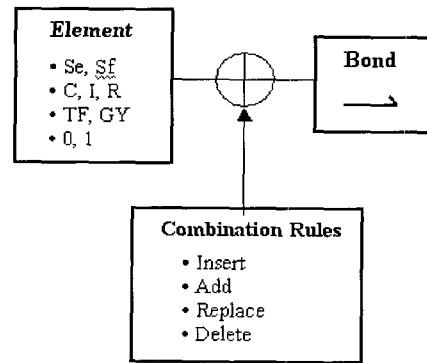 Element
• Se, Sf
• C, I, R
• TF, GY
• 0, 1
Bond
Combination Rules
• Insert
• Add
• Replace
• Delete